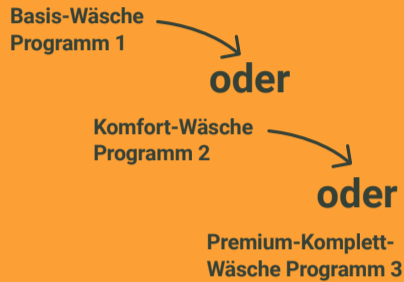 Basis-Wäsche
Programm 1
oder
Komfort-Wäsche
Programm 2
oder
Premium-Komplett-
Wäsche Programm 3